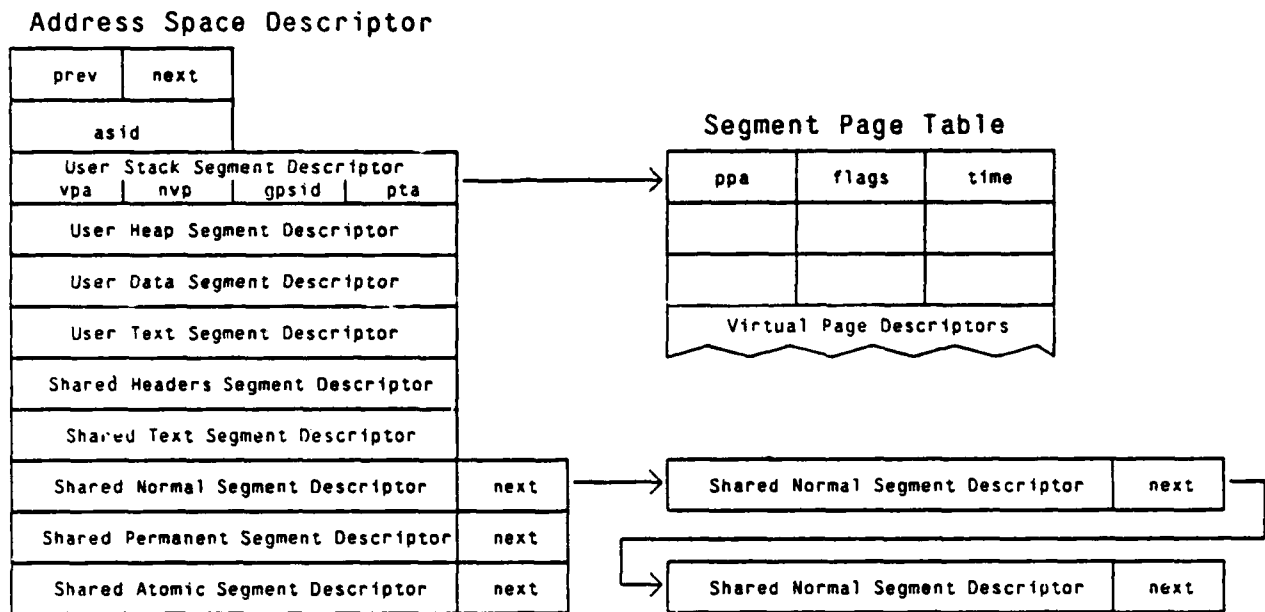 Address Space Descriptor
prev next
asid
User Stack Segment Descriptor
vpa nvp gpsid pta
User Heap Segment Descriptor
User Data Segment Descriptor
User Text Segment Descriptor
Shared Headers Segment Descriptor
Shared Text Segment Descriptor
Shared Normal Segment Descriptor next
Shared Permanent Segment Descriptor next
Shared Atomic Segment Descriptor next
Segment Page Table
ppa flags time
Virtual Page Descriptors
Shared Normal Segment Descriptor next
Shared Normal Segment Descriptor next